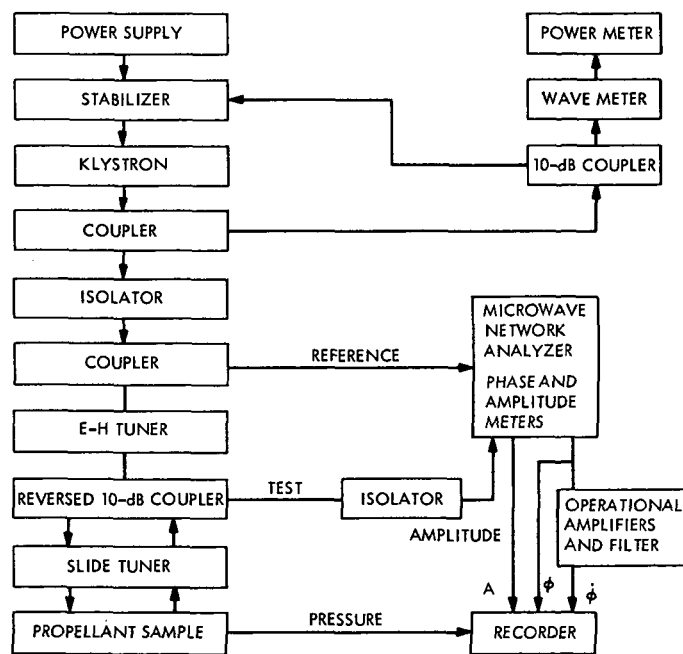 POWER SUPPLY
STABILIZER
KLYSTRON
COUPLER
ISOLATOR
COUPLER
E-H TUNER
REVERSED 10-dB COUPLER
SLIDE TUNER
PROPELLANT SAMPLE
POWER METER
WAVE METER
10-dB COUPLER
REFERENCE
MICROWAVE
NETWORK
ANALYZER
PHASE AND
AMPLITUDE
METERS
TEST
ISOLATOR
AMPLITUDE
OPERATIONAL
AMPLIFIERS
AND FILTER
A
ϕ
ϕ̇
PRESSURE
RECORDER